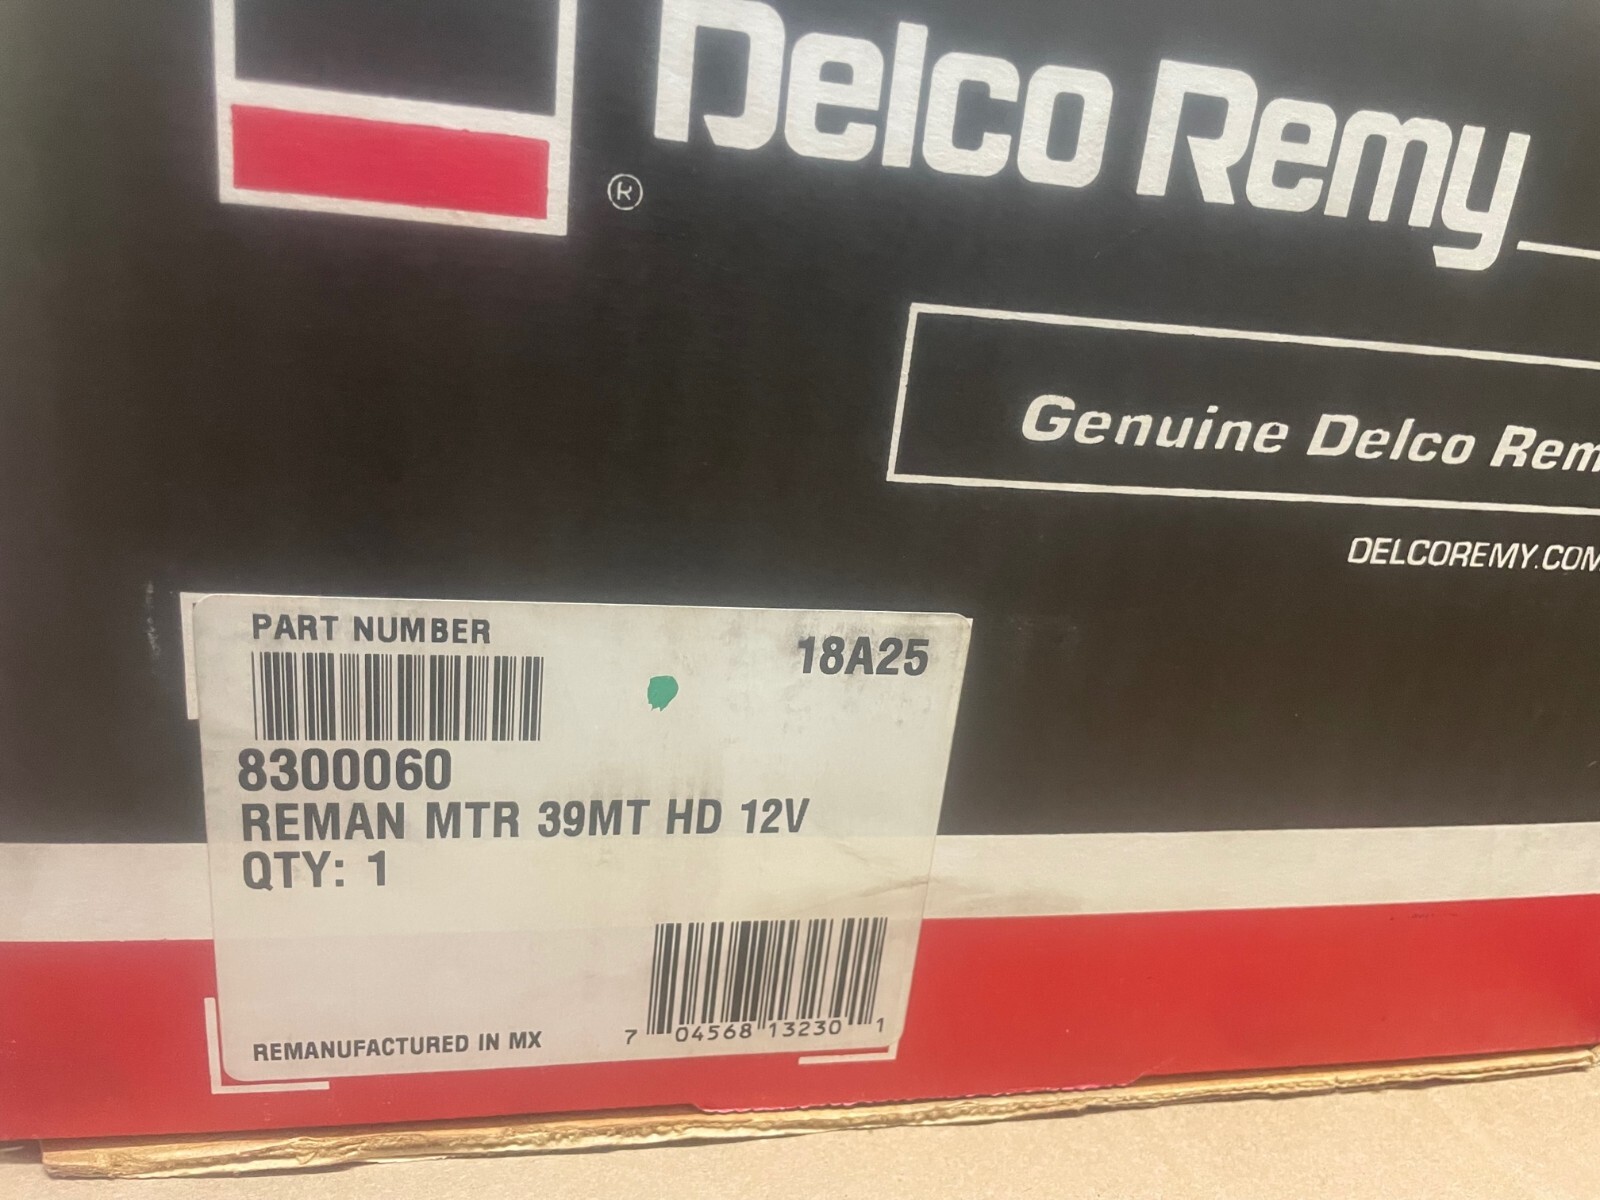 Delco Remy
®
Genuine Delco Rem
DELCOREMY.COM
PART NUMBER
18A25
8300060
REMAN MTR 39MT HD 12V
QTY: 1
REMANUFACTURED IN MX
7 04568 13230 1